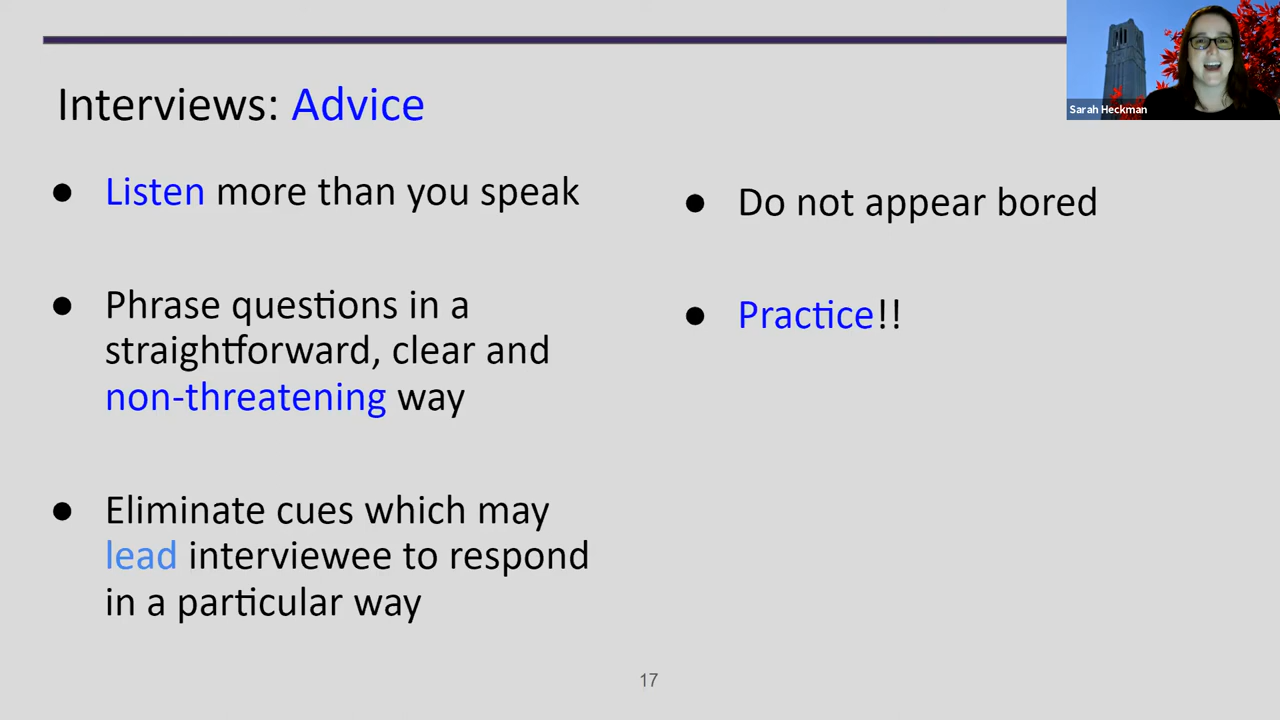 Sarah Heckman
Interviews: Advice
● Listen more than you speak
● Phrase questions in a
straightforward, clear and
non-threatening way
● Eliminate cues which may
lead interviewee to respond
in a particular way
● Do not appear bored
● Practice!!
17